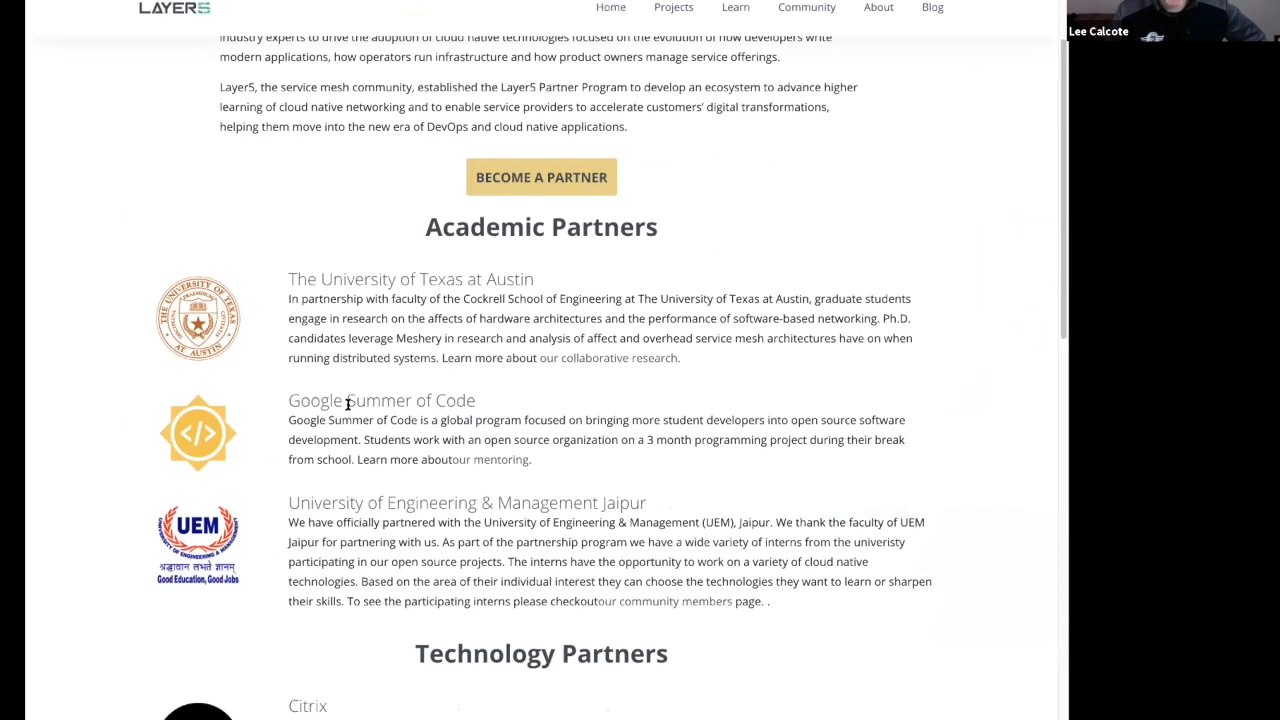 LAYER5
Home Projects Learn Community About Blog
Lee Calcote
industry experts to drive the adoption of cloud native technologies focused on the evolution of how developers write
modern applications, how operators run infrastructure and how product owners manage service offerings.
Layer5, the service mesh community, established the Layer5 Partner Program to develop an ecosystem to advance higher
learning of cloud native networking and to enable service providers to accelerate customers’ digital transformations,
helping them move into the new era of DevOps and cloud native applications.
BECOME A PARTNER
Academic Partners
THE UNIVERSITY OF TEXAS
AT AUSTIN
The University of Texas at Austin
In partnership with faculty of the Cockrell School of Engineering at The University of Texas at Austin, graduate students
engage in research on the affects of hardware architectures and the performance of software-based networking. Ph.D.
candidates leverage Meshery in research and analysis of affect and overhead service mesh architectures have on when
running distributed systems. Learn more about our collaborative research.
</>
Google Summer of Code
Google Summer of Code is a global program focused on bringing more student developers into open source software
development. Students work with an open source organization on a 3 month programming project during their break
from school. Learn more aboutour mentoring.
UEM
UNIVERSITY OF ENGINEERING & MANAGEMENT
श्रद्धावान लभते ज्ञानम्
Good Education, Good Jobs
University of Engineering & Management Jaipur
We have officially partnered with the University of Engineering & Management (UEM), Jaipur. We thank the faculty of UEM
Jaipur for partnering with us. As part of the partnership program we have a wide variety of interns from the univeristy
participating in our open source projects. The interns have the opportunity to work on a variety of cloud native
technologies. Based on the area of their individual interest they can choose the technologies they want to learn or sharpen
their skills. To see the participating interns please checkoutour community members page. .
Technology Partners
Citrix